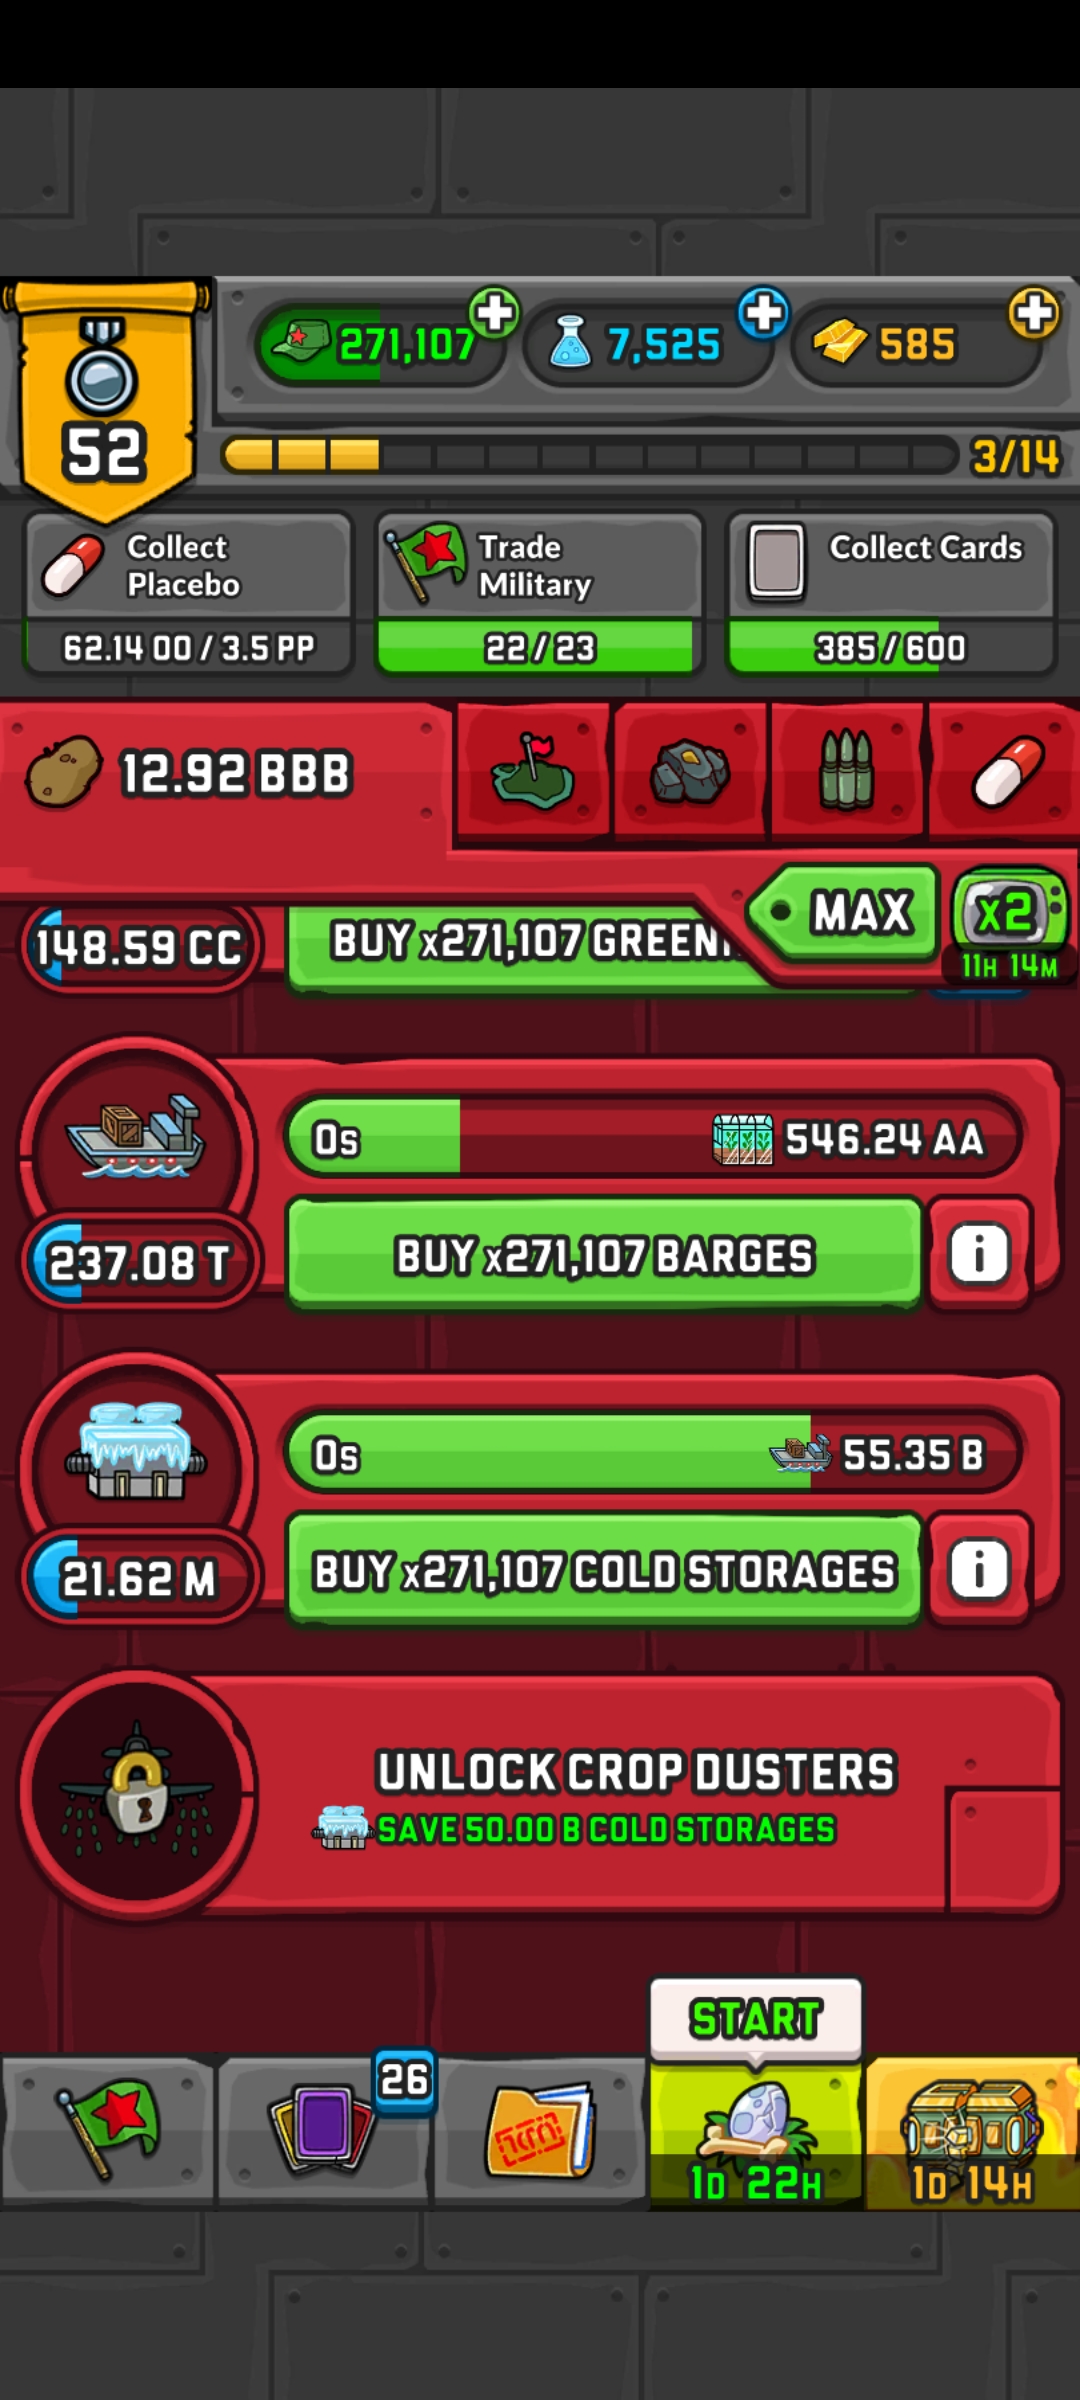 271,107
7,525
585
52
3/14
Collect
Placebo
62.14 OO / 3.5 PP
Trade
Military
22 / 23
Collect Cards
385 / 600
12.92 BBB
MAX
x2
11H 14M
148.59 CC
BUY x271,107
0s
546.24 AA
237.08 T
BUY x271,107 BARGES
i
0s
55.35 B
21.62 M
BUY x271,107 COLD STORAGES
i
UNLOCK CROP DUSTERS
SAVE 50.00 B COLD STORAGES
START
26
1D 22H
1D 14H